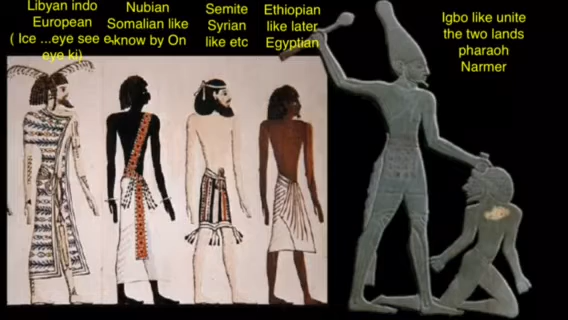 Libyan indo
European
( Ice ...eye see e
eye ki)
Nubian
Somalian like
know by On
Semite
Syrian
like etc
Ethiopian
like later
Egyptian
Igbo like unite
the two lands
pharaoh
Narmer